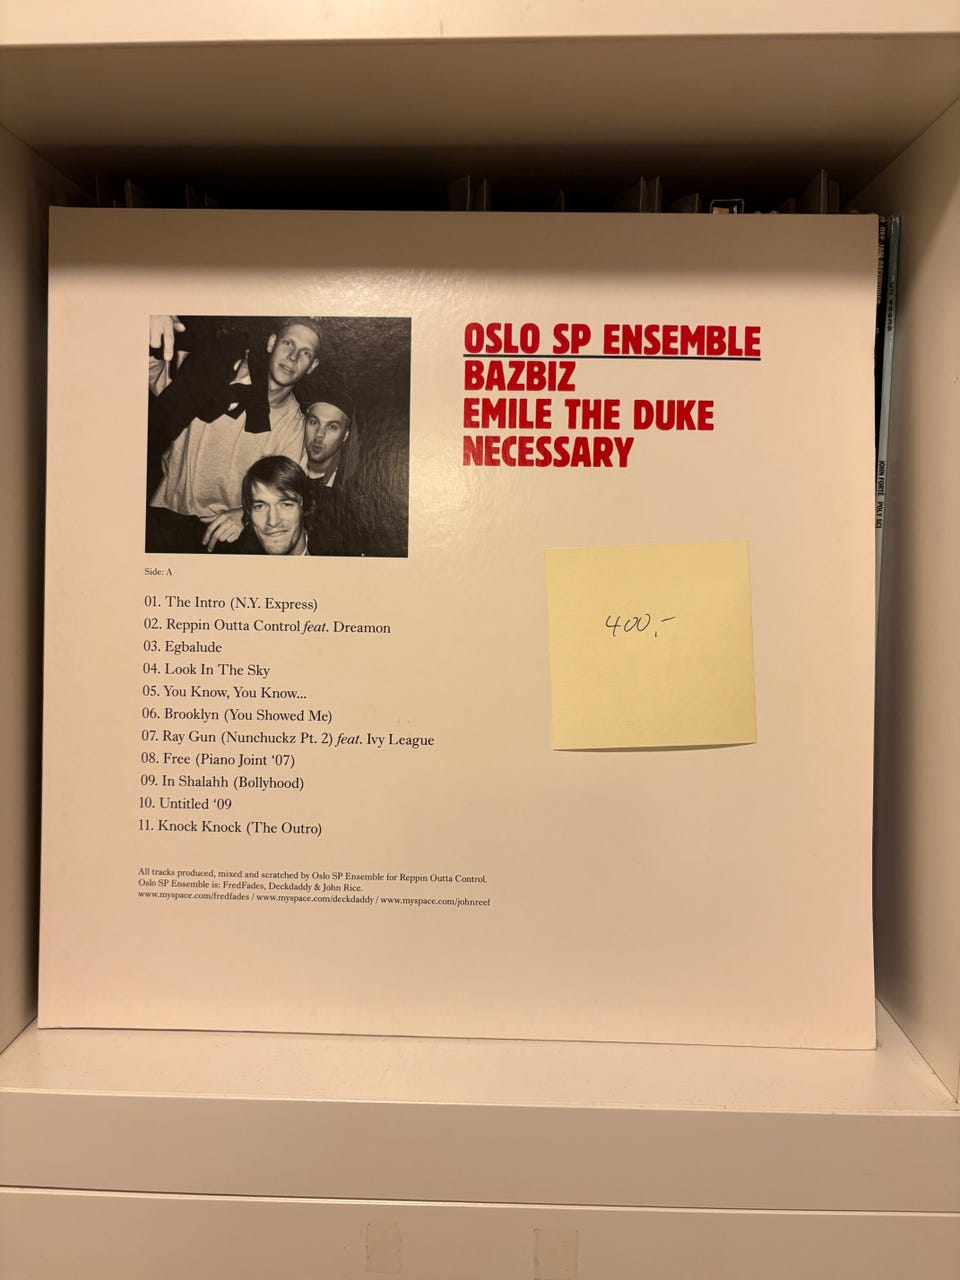 OSLO SP ENSEMBLE
BAZBIZ
EMILE THE DUKE
NECESSARY
400,-
Side: A
01. The Intro (N.Y. Express)
02. Reppin Outta Control feat. Dreamon
03. Egbalude
04. Look In The Sky
05. You Know, You Know...
06. Brooklyn (You Showed Me)
07. Ray Gun (Nunchuckz Pt. 2) feat. Ivy League
08. Free (Piano Joint ‘07)
09. In Shalahh (Bollyhood)
10. Untitled ‘09
11. Knock Knock (The Outro)
All tracks produced, mixed and scratched by Oslo SP Ensemble for Reppin Outta Control.
Oslo SP Ensemble is: FredFades, Deckdaddy & John Rice.
www.myspace.com/fredfades / www.myspace.com/deckdaddy / www.myspace.com/johnreef
JOHN FORTÉ POLY SCI